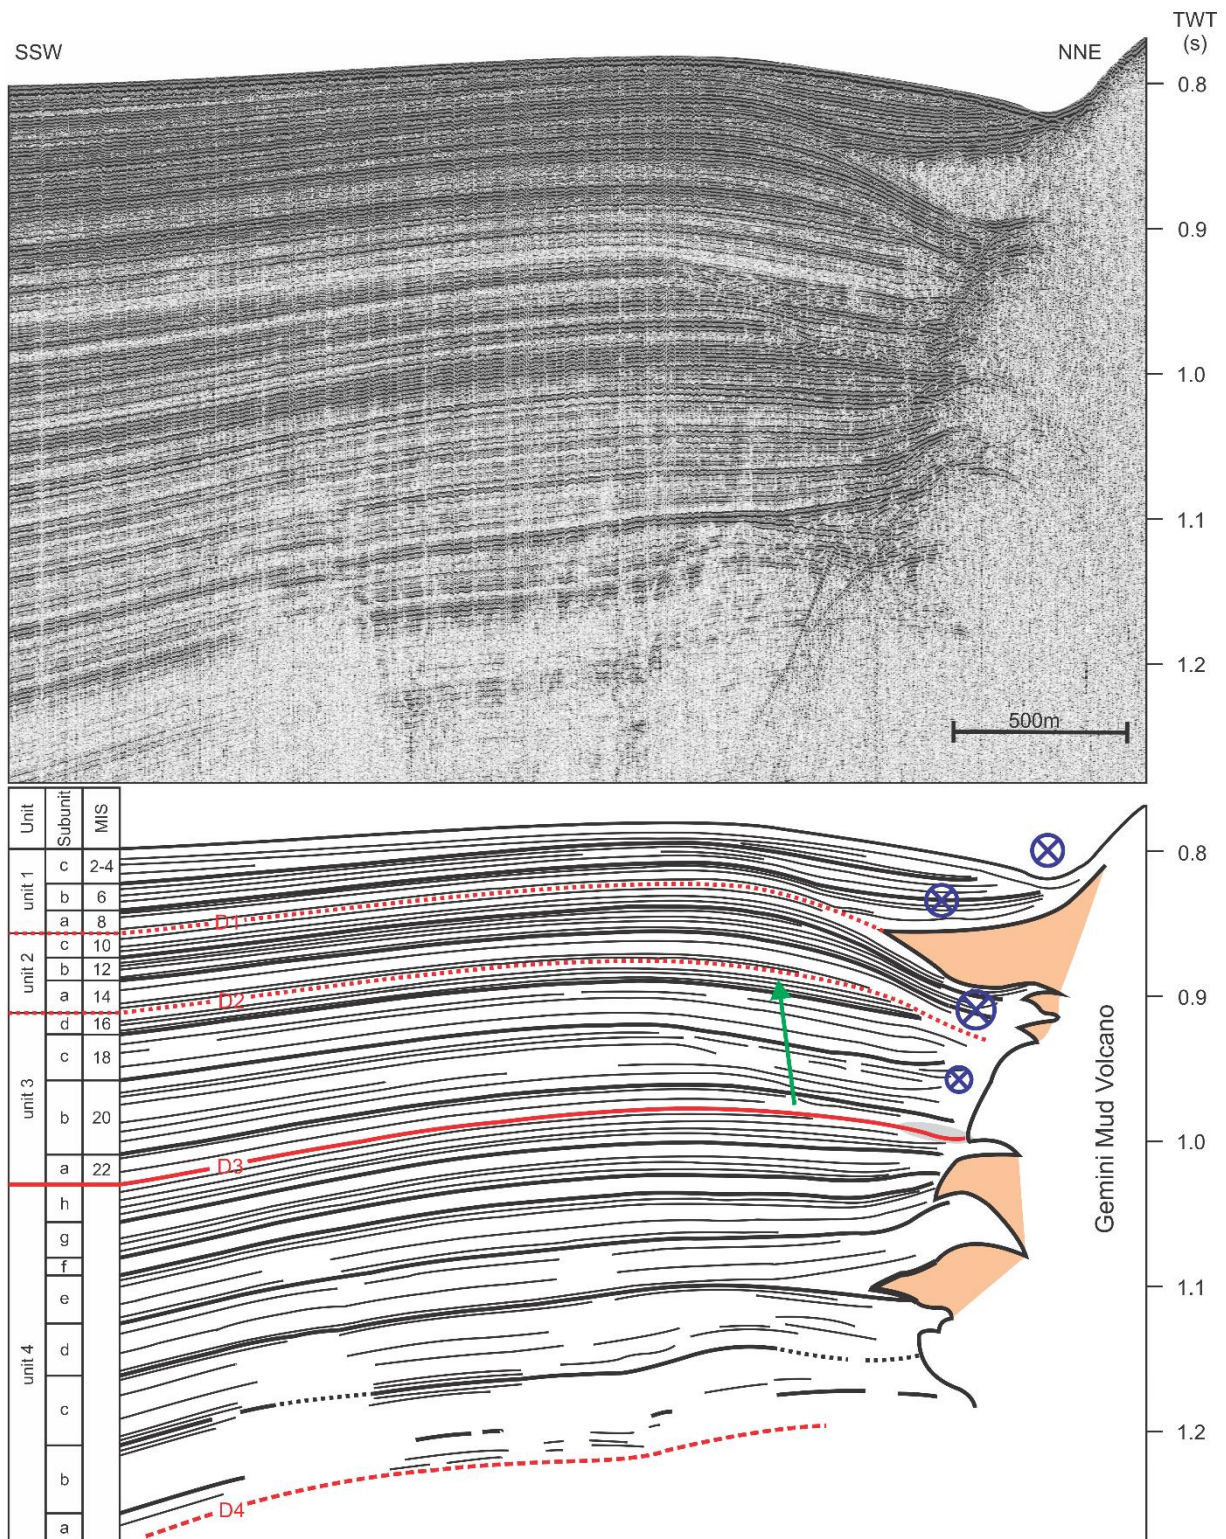 TWT
(s)
SSW
NNE
0.8
0.9
1.0
1.1
1.2
500m
Unit
Subunit
MIS
unit 1
c
2-4
b
6
a
8
D1
unit 2
c
10
b
12
a
14
D2
unit 3
d
16
c
18
b
20
a
22
D3
unit 4
h
g
f
e
d
c
b
a
D4
0.8
0.9
1.0
1.1
1.2
Gemini Mud Volcano